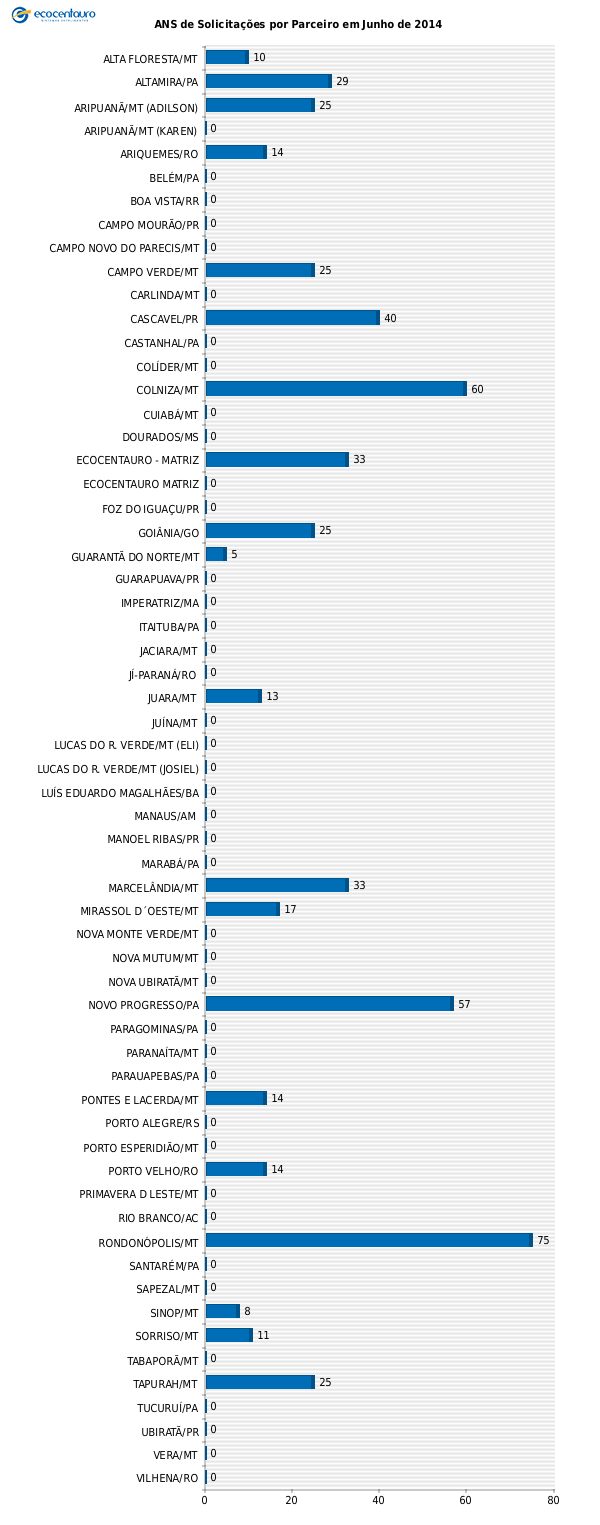 ecocentauro
ANS de Solicitações por Parceiro em Junho de 2014
ALTA FLORESTA/MT 10
ALTAMIRA/PA 29
ARIPUANÃ/MT (ADILSON) 25
ARIPUANÃ/MT (KAREN) 0
ARIQUEMES/RO 14
BELÉM/PA 0
BOA VISTA/RR 0
CAMPO MOURÃO/PR 0
CAMPO NOVO DO PARECIS/MT 0
CAMPO VERDE/MT 25
CARLINDA/MT 0
CASCAVEL/PR 40
CASTANHAL/PA 0
COLÍDER/MT 0
COLNIZA/MT 60
CUIABÁ/MT 0
DOURADOS/MS 0
ECOCENTAURO - MATRIZ 33
ECOCENTAURO MATRIZ 0
FOZ DO IGUAÇU/PR 0
GOIÂNIA/GO 25
GUARANTÃ DO NORTE/MT 5
GUARAPUAVA/PR 0
IMPERATRIZ/MA 0
ITAITUBA/PA 0
JACIARA/MT 0
JÍ-PARANÁ/RO 0
JUARA/MT 13
JUÍNA/MT 0
LUCAS DO R. VERDE/MT (ELI) 0
LUCAS DO R. VERDE/MT (JOSIEL) 0
LUÍS EDUARDO MAGALHÃES/BA 0
MANAUS/AM 0
MANOEL RIBAS/PR 0
MARABÁ/PA 0
MARCELÂNDIA/MT 33
MIRASSOL D´OESTE/MT 17
NOVA MONTE VERDE/MT 0
NOVA MUTUM/MT 0
NOVA UBIRATÃ/MT 0
NOVO PROGRESSO/PA 57
PARAGOMINAS/PA 0
PARANAÍTA/MT 0
PARAUAPEBAS/PA 0
PONTES E LACERDA/MT 14
PORTO ALEGRE/RS 0
PORTO ESPERIDIÃO/MT 0
PORTO VELHO/RO 14
PRIMAVERA D LESTE/MT 0
RIO BRANCO/AC 0
RONDONÓPOLIS/MT 75
SANTARÉM/PA 0
SAPEZAL/MT 0
SINOP/MT 8
SORRISO/MT 11
TABAPORÃ/MT 0
TAPURAH/MT 25
TUCURUÍ/PA 0
UBIRATÃ/PR 0
VERA/MT 0
VILHENA/RO 0
0 20 40 60 80